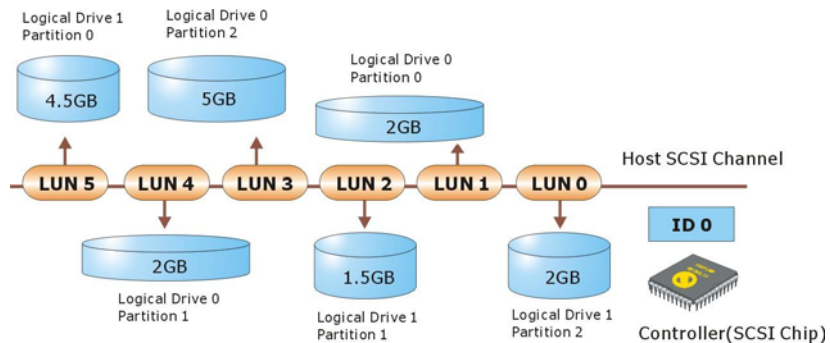 Logical Drive 1
Partition 0
Logical Drive 0
Partition 2
Logical Drive 0
Partition 0
4.5GB
5GB
2GB
Host SCSI Channel
LUN 5
LUN 4
LUN 3
LUN 2
LUN 1
LUN 0
ID 0
2GB
1.5GB
2GB
Logical Drive 0
Partition 1
Logical Drive 1
Partition 1
Logical Drive 1
Partition 2
Controller(SCSI Chip)